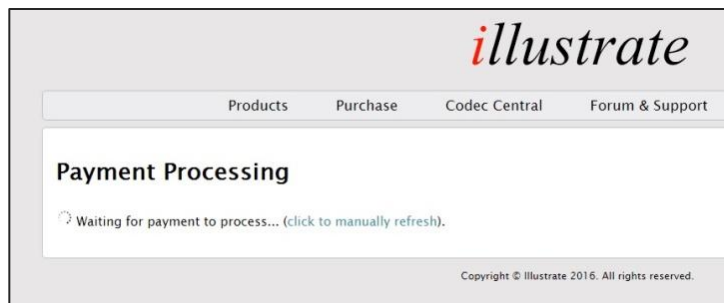 illustrate
Products Purchase Codec Central Forum & Support
Payment Processing
Waiting for payment to process... (click to manually refresh).
Copyright © Illustrate 2016. All rights reserved.